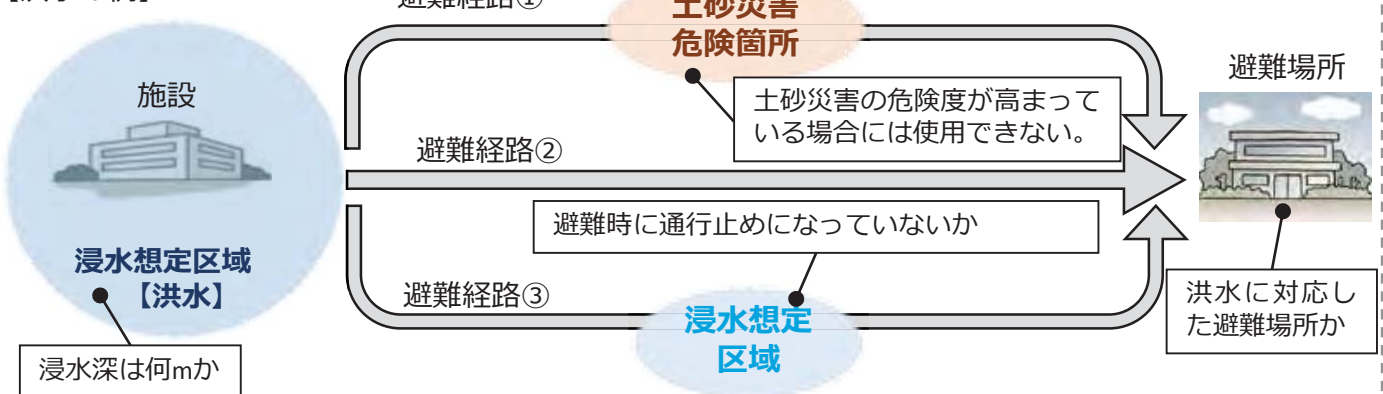 避難経路①
土砂災害
危険箇所
避難場所
施設
土砂災害の危険度が高まって
いる場合には使用できない。
避難経路②
避難時に通行止めになっていないか
浸水想定区域
【洪水】
避難経路③
浸水想定
区域
洪水に対応し
た避難場所か
浸水深は何mか